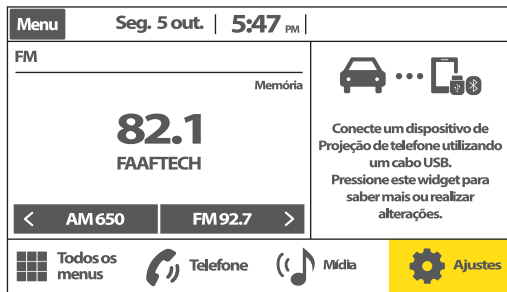 Menu Seg. 5 out. | 5:47 PM |
FM
Memória
82.1
FAAFTECH
< AM 650 FM 92.7 >
Conecte um dispositivo de
Projeção de telefone utilizando
um cabo USB.
Pressione este widget para
saber mais ou realizar
alterações.
Todos os
menus
Telefone
Mídia
Ajustes